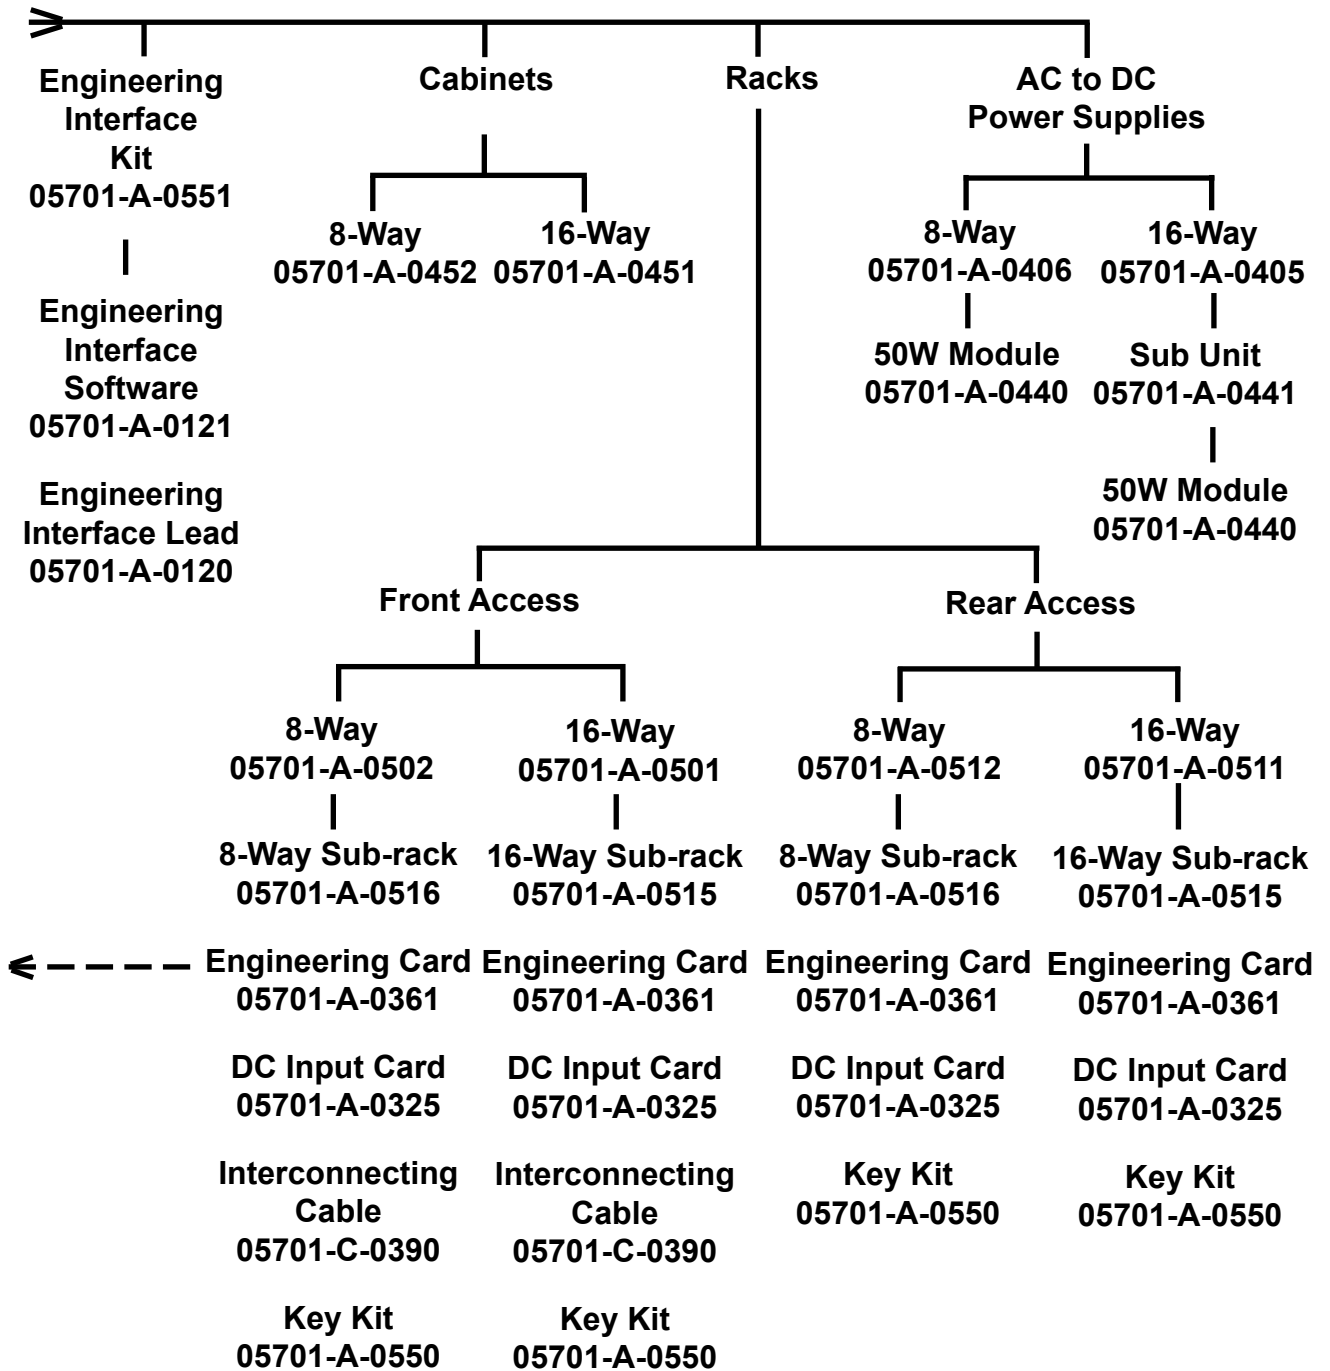 Engineering
Interface
Kit
05701-A-0551
Engineering
Interface
Software
05701-A-0121
Engineering
Interface Lead
05701-A-0120
Cabinets
8-Way
05701-A-0452
16-Way
05701-A-0451
Racks
AC to DC
Power Supplies
8-Way
05701-A-0406
50W Module
05701-A-0440
16-Way
05701-A-0405
Sub Unit
05701-A-0441
50W Module
05701-A-0440
Front Access
8-Way
05701-A-0502
8-Way Sub-rack
05701-A-0516
Engineering Card
05701-A-0361
DC Input Card
05701-A-0325
Interconnecting
Cable
05701-C-0390
Key Kit
05701-A-0550
16-Way
05701-A-0501
16-Way Sub-rack
05701-A-0515
Engineering Card
05701-A-0361
DC Input Card
05701-A-0325
Interconnecting
Cable
05701-C-0390
Key Kit
05701-A-0550
Rear Access
8-Way
05701-A-0512
8-Way Sub-rack
05701-A-0516
Engineering Card
05701-A-0361
DC Input Card
05701-A-0325
Key Kit
05701-A-0550
16-Way
05701-A-0511
16-Way Sub-rack
05701-A-0515
Engineering Card
05701-A-0361
DC Input Card
05701-A-0325
Key Kit
05701-A-0550